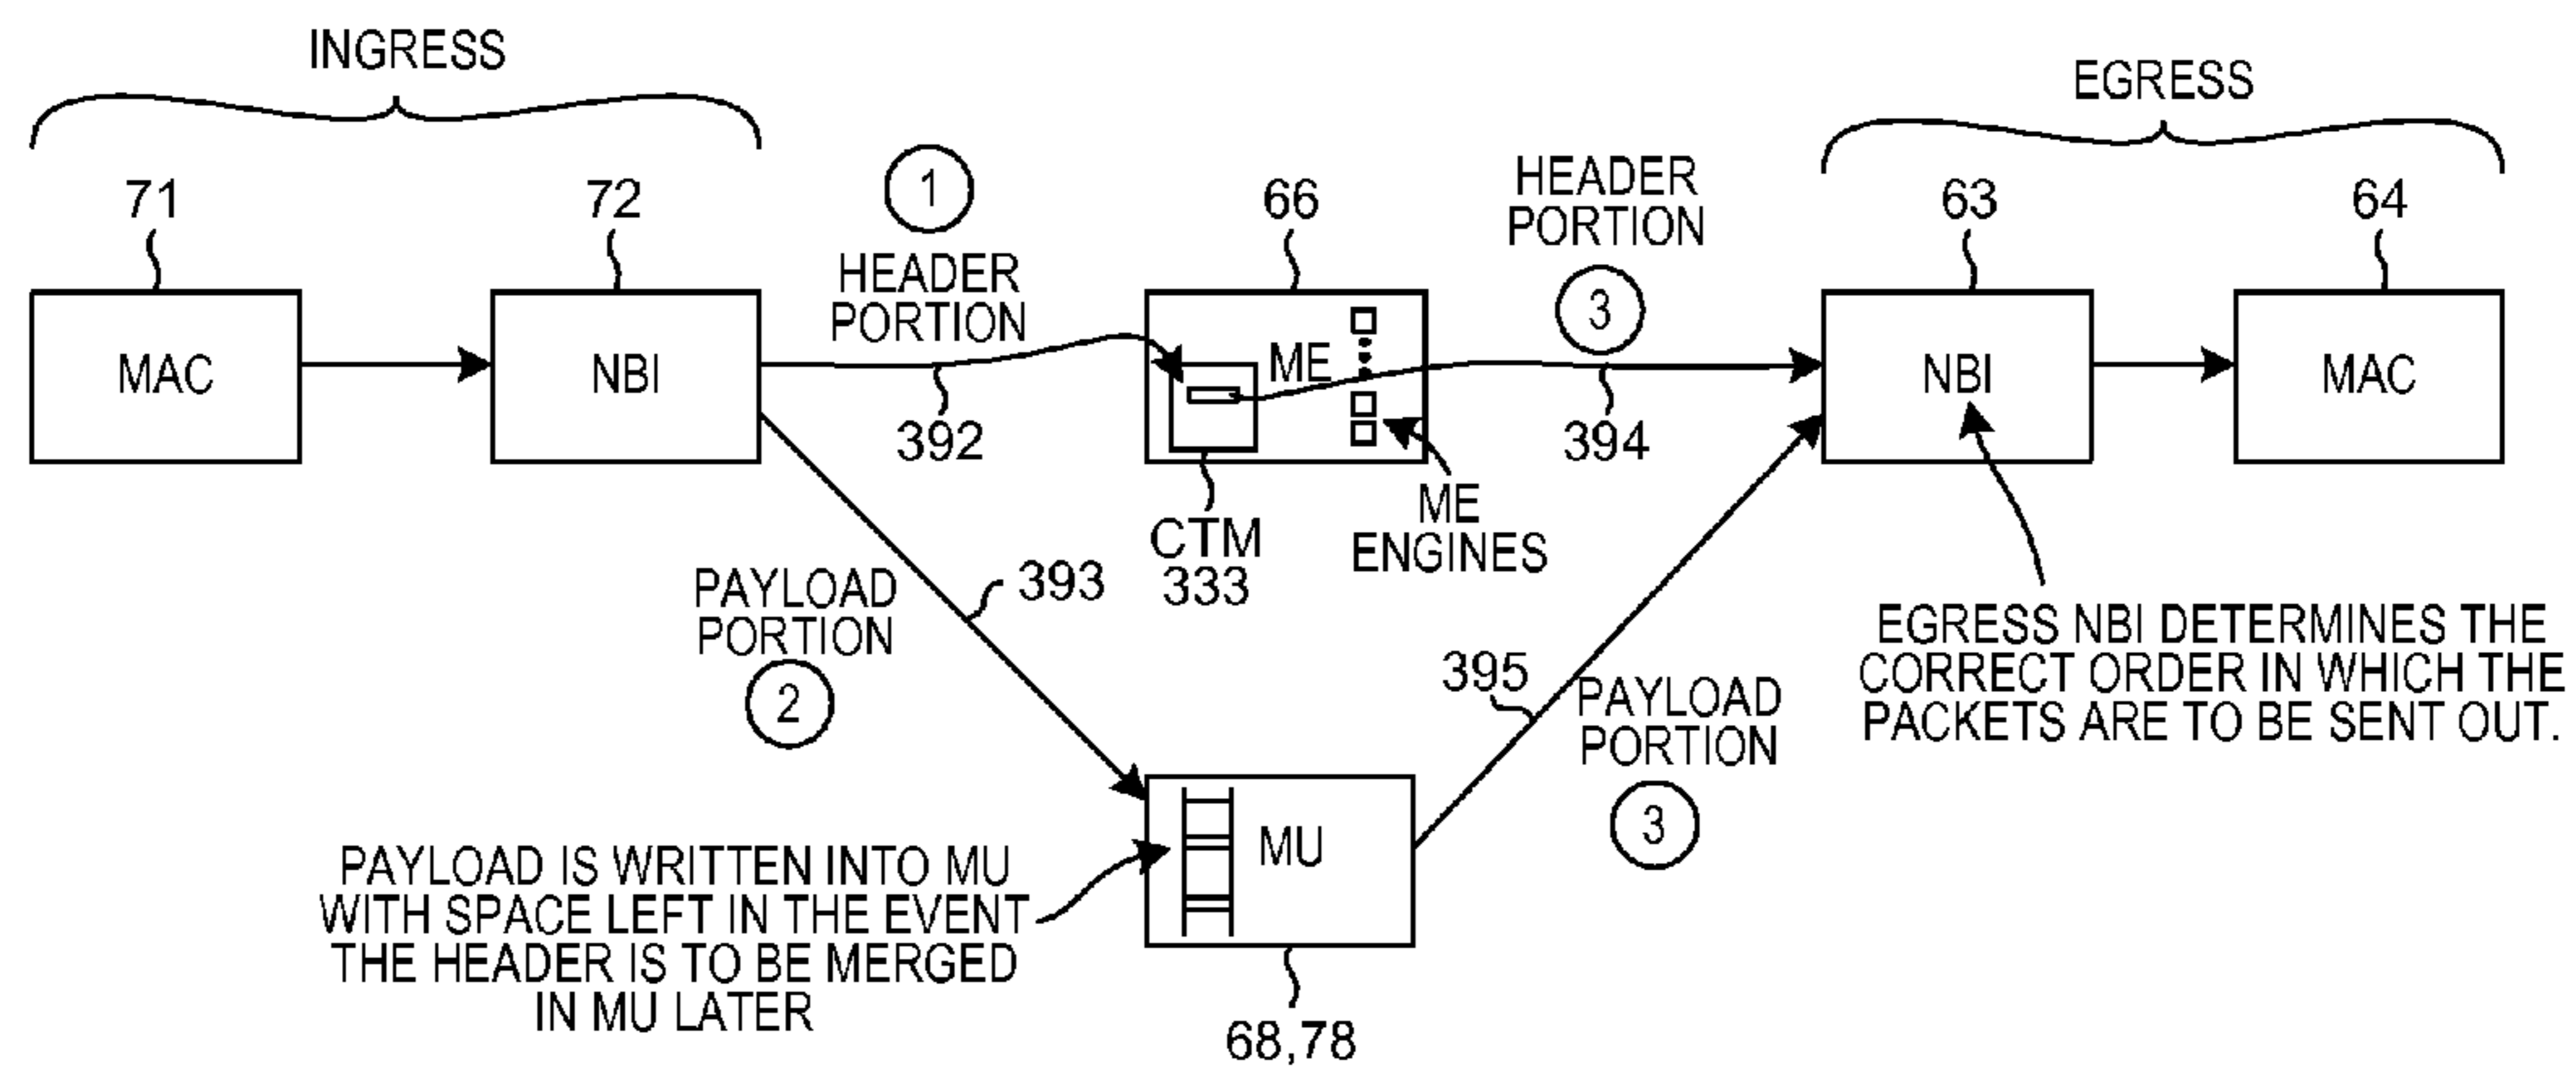 INGRESS
EGRESS
71
72
1
HEADER
PORTION
66
HEADER
PORTION
3
63
64
MAC
NBI
392
ME
CTM
333
ME
ENGINES
394
NBI
MAC
PAYLOAD
PORTION
2
393
395
PAYLOAD
PORTION
3
EGRESS NBI DETERMINES THE
CORRECT ORDER IN WHICH THE
PACKETS ARE TO BE SENT OUT.
PAYLOAD IS WRITTEN INTO MU
WITH SPACE LEFT IN THE EVENT
THE HEADER IS TO BE MERGED
IN MU LATER
MU
68,78